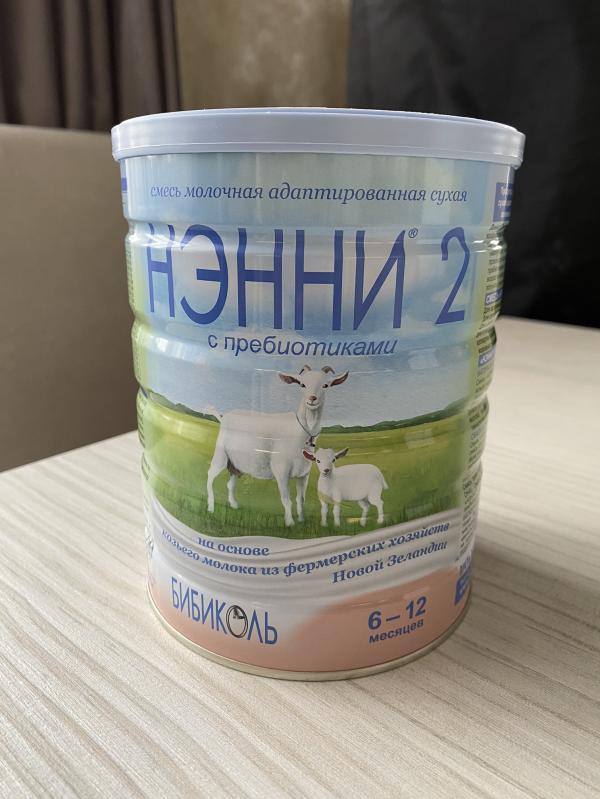 смесь молочная адаптированная сухая
НЭННИ® 2
с пребиотиками
на основе
козьего молока из фермерских хозяйств
Новой Зеландии
БИБИКОЛЬ
6 – 12
месяцев